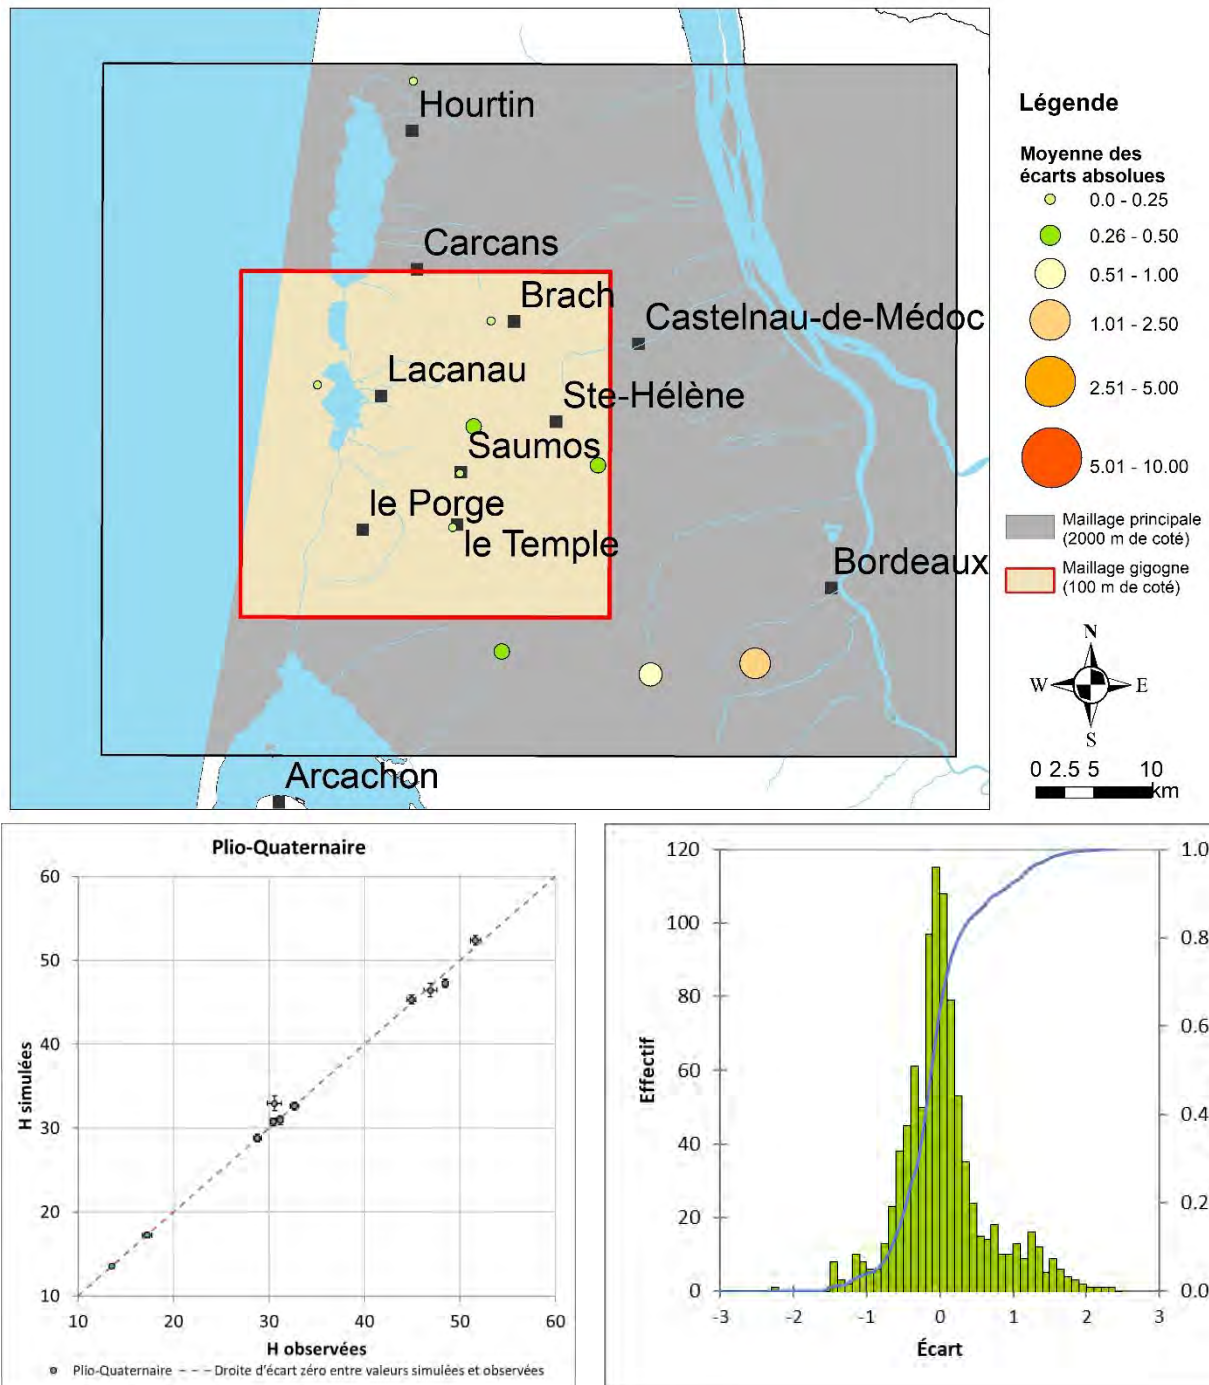 Hourtin
Carcans
Brach
Castelnau-de-Médoc
Lacanau
Ste-Hélène
Saumos
le Porge
le Temple
Bordeaux
Arcachon
Légende
Moyenne des
écarts absolues
0.0 - 0.25
0.26 - 0.50
0.51 - 1.00
1.01 - 2.50
2.51 - 5.00
5.01 - 10.00
Maillage principale
(2000 m de coté)
Maillage gigogne
(100 m de coté)
N
W E
S
0 2.5 5 10
km
Plio-Quaternaire
60
50
40
30
20
10
H simulées
10 20 30 40 50 60
H observées
Plio-Quaternaire Droite d'écart zéro entre valeurs simulées et observées
120
100
80
60
40
20
0
Effectif
1.0
0.8
0.6
0.4
0.2
0.0
-3 -2 -1 0 1 2 3
Écart